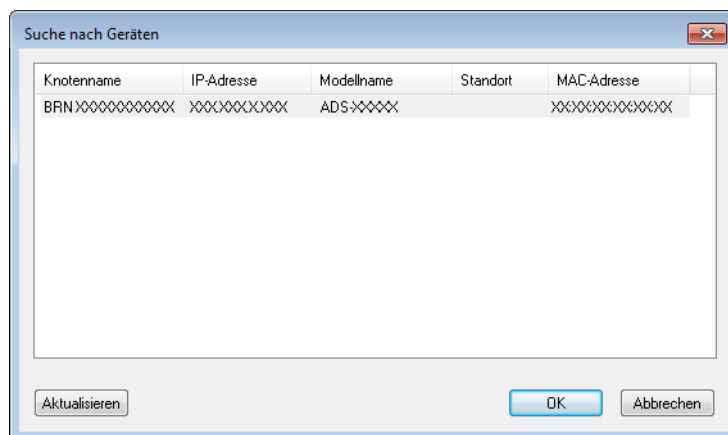 Suche nach Geräten
Knotenname IP-Adresse Modellname Standort MAC-Adresse
BRN XXXXXXXXXXXX XXX.XXX.X.XXX ADS-XXXXX XX:XX:XX:XX:XX:XX
Aktualisieren OK Abbrechen